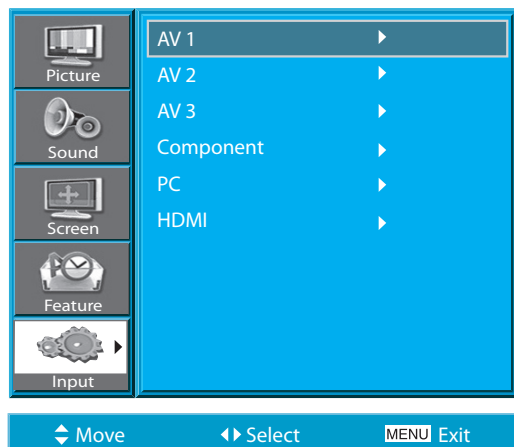 Picture
Sound
Screen
Feature
Input
AV 1
AV 2
AV 3
Component
PC
HDMI
Move Select MENU Exit